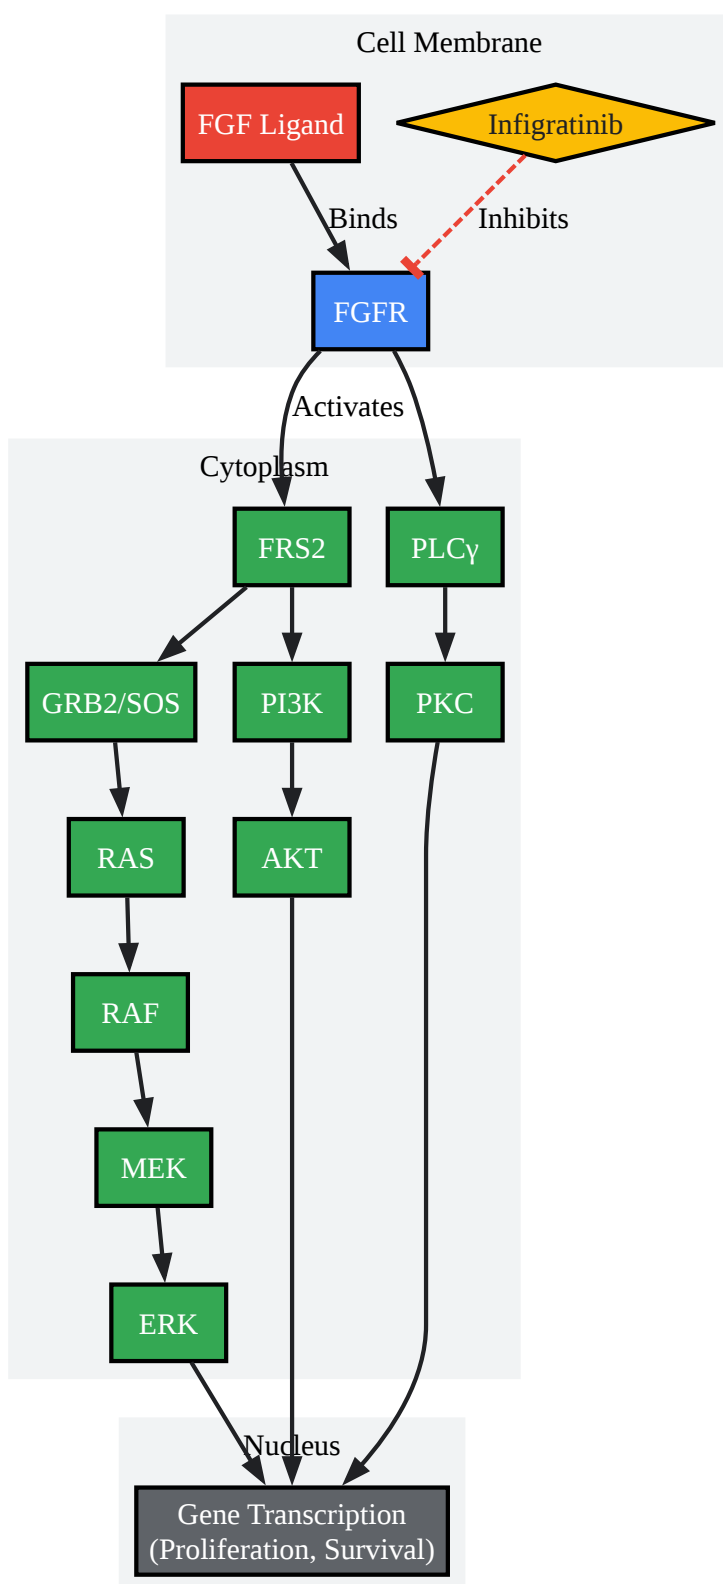 Cell Membrane
FGF Ligand
Infigratinib
Binds
Inhibits
FGFR
Activates
Cytoplasm
FRS2
PLCγ
GRB2/SOS
PI3K
PKC
RAS
AKT
RAF
MEK
ERK
Nucleus
Gene Transcription
(Proliferation, Survival)